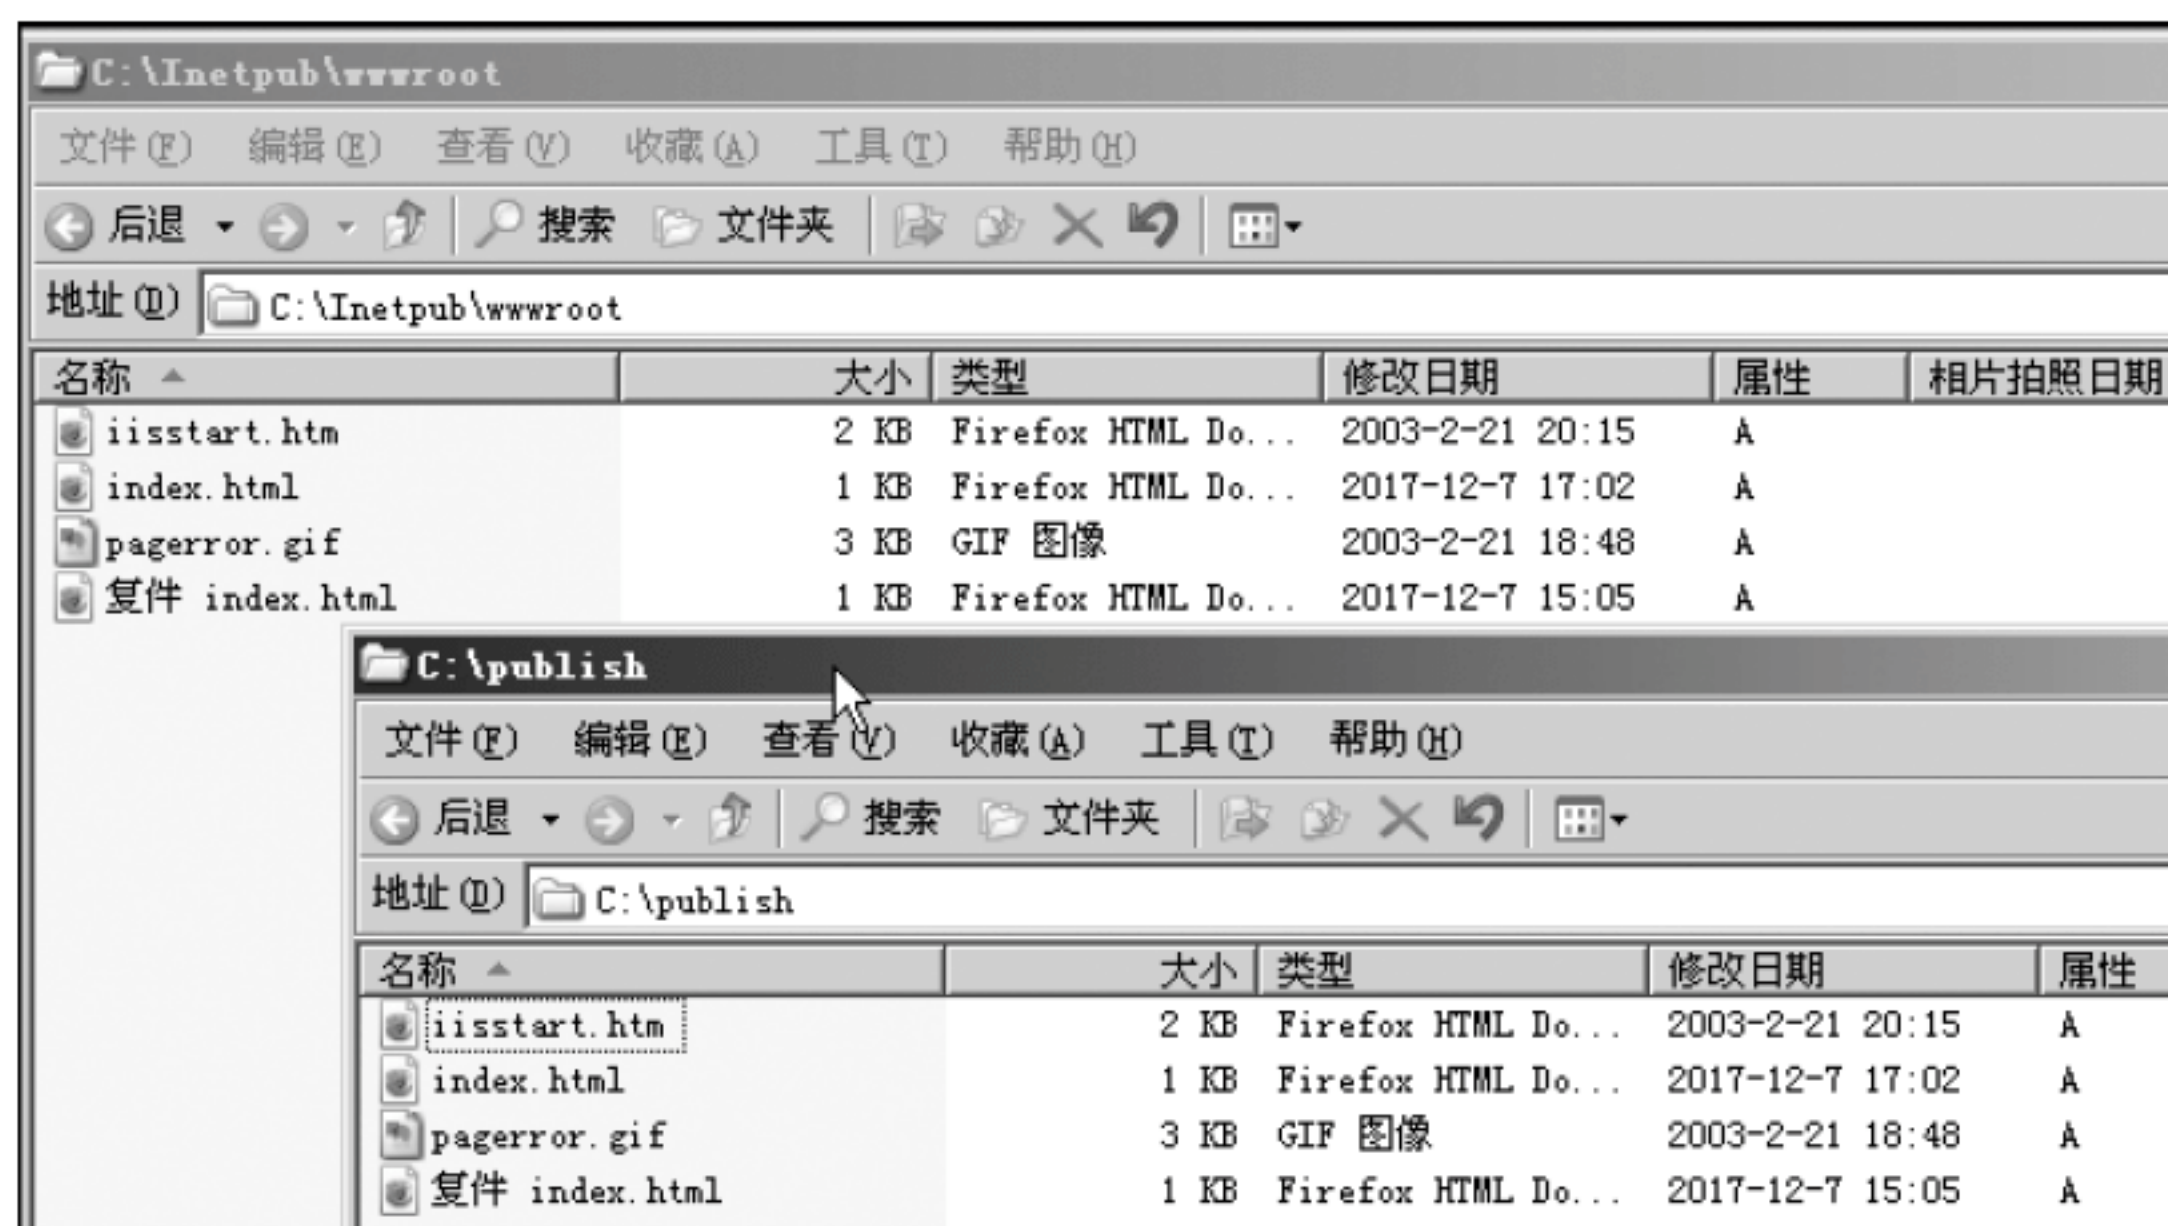 C:\Inetpub\wwwroot
文件(F) 编辑(E) 查看(V) 收藏(A) 工具(T) 帮助(H)
后退 搜索 文件夹
地址(D) C:\Inetpub\wwwroot
名称 大小 类型 修改日期 属性 相片拍照日期
iisstart.htm 2 KB Firefox HTML Do... 2003-2-21 20:15 A
index.html 1 KB Firefox HTML Do... 2017-12-7 17:02 A
pagerror.gif 3 KB GIF 图像 2003-2-21 18:48 A
复件 index.html 1 KB Firefox HTML Do... 2017-12-7 15:05 A
C:\publish
文件(F) 编辑(E) 查看(V) 收藏(A) 工具(T) 帮助(H)
后退 搜索 文件夹
地址(D) C:\publish
名称 大小 类型 修改日期 属性
iisstart.htm 2 KB Firefox HTML Do... 2003-2-21 20:15 A
index.html 1 KB Firefox HTML Do... 2017-12-7 17:02 A
pagerror.gif 3 KB GIF 图像 2003-2-21 18:48 A
复件 index.html 1 KB Firefox HTML Do... 2017-12-7 15:05 A